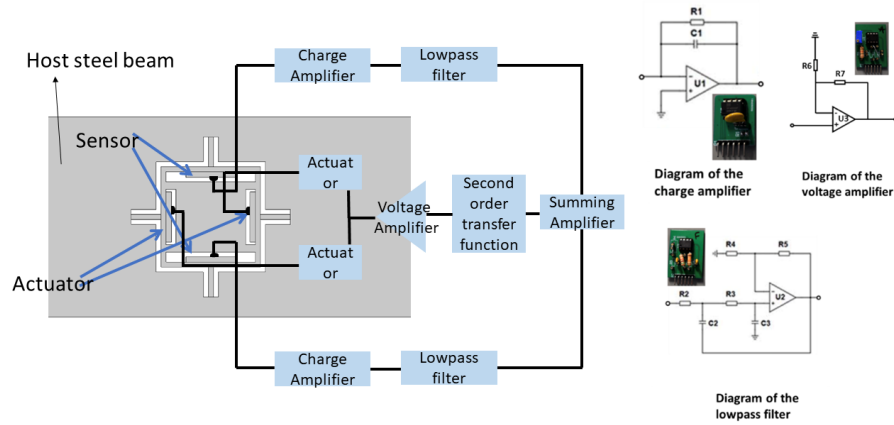 Host steel beam
Sensor
Actuator
Charge
Amplifier
Lowpass
filter
Actuat
or
Actuat
or
Voltage
Amplifier
Second
order
transfer
function
Summing
Amplifier
Charge
Amplifier
Lowpass
filter
R1
C1
U1
Diagram of the
charge amplifier
R6
R7
U3
Diagram of the
voltage amplifier
R4
R5
R2
R3
U2
C2
C3
Diagram of the
lowpass filter